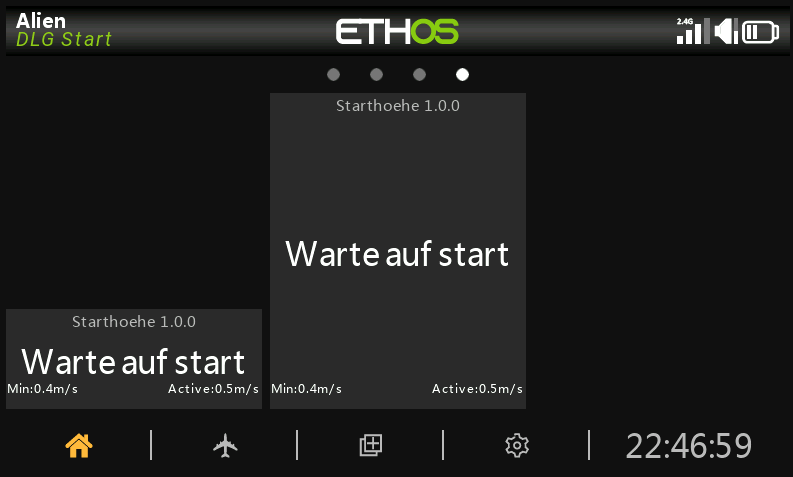 Alien
DLG Start
ETHOS
2.4G
Starthoehe 1.0.0
Warte auf start
Min:0.4m/s
Active:0.5m/s
Starthoehe 1.0.0
Warte auf start
Min:0.4m/s
Active:0.5m/s
22:46:59